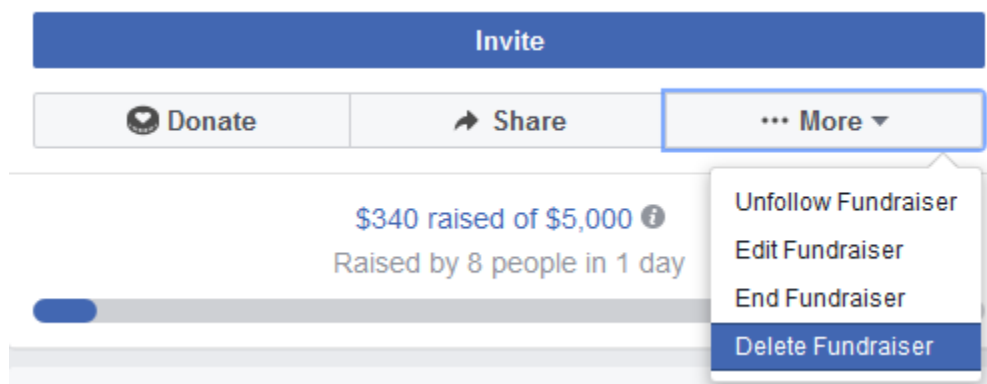 Invite
Donate
Share
··· More
$340 raised of $5,000
Raised by 8 people in 1 day
Unfollow Fundraiser
Edit Fundraiser
End Fundraiser
Delete Fundraiser